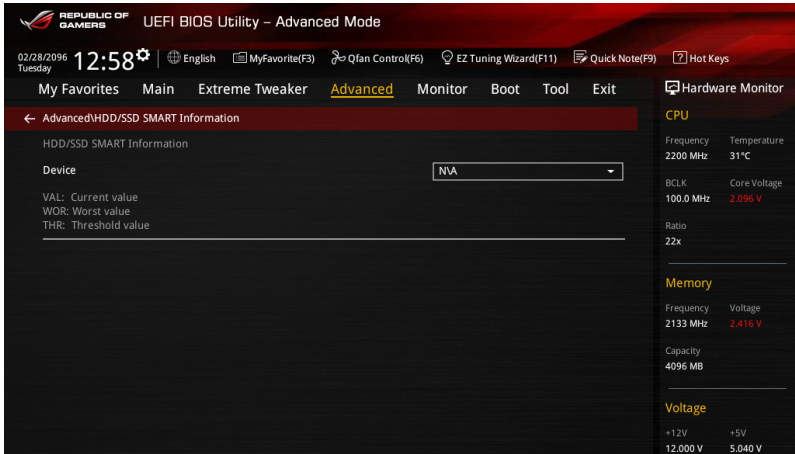 REPUBLIC OF
GAMERS
UEFI BIOS Utility – Advanced Mode
02/28/2096
Tuesday
12:58
English
MyFavorite(F3)
Qfan Control(F6)
EZ Tuning Wizard(F11)
Quick Note(F9)
? Hot Keys
My Favorites Main Extreme Tweaker Advanced Monitor Boot Tool Exit
← Advanced\HDD/SSD SMART Information
HDD/SSD SMART Information
Device N\A
VAL: Current value
WOR: Worst value
THR: Threshold value
Hardware Monitor
CPU
Frequency Temperature
2200 MHz 31°C
BCLK Core Voltage
100.0 MHz 2.096 V
Ratio
22x
Memory
Frequency Voltage
2133 MHz 2.416 V
Capacity
4096 MB
Voltage
+12V +5V
12.000 V 5.040 V